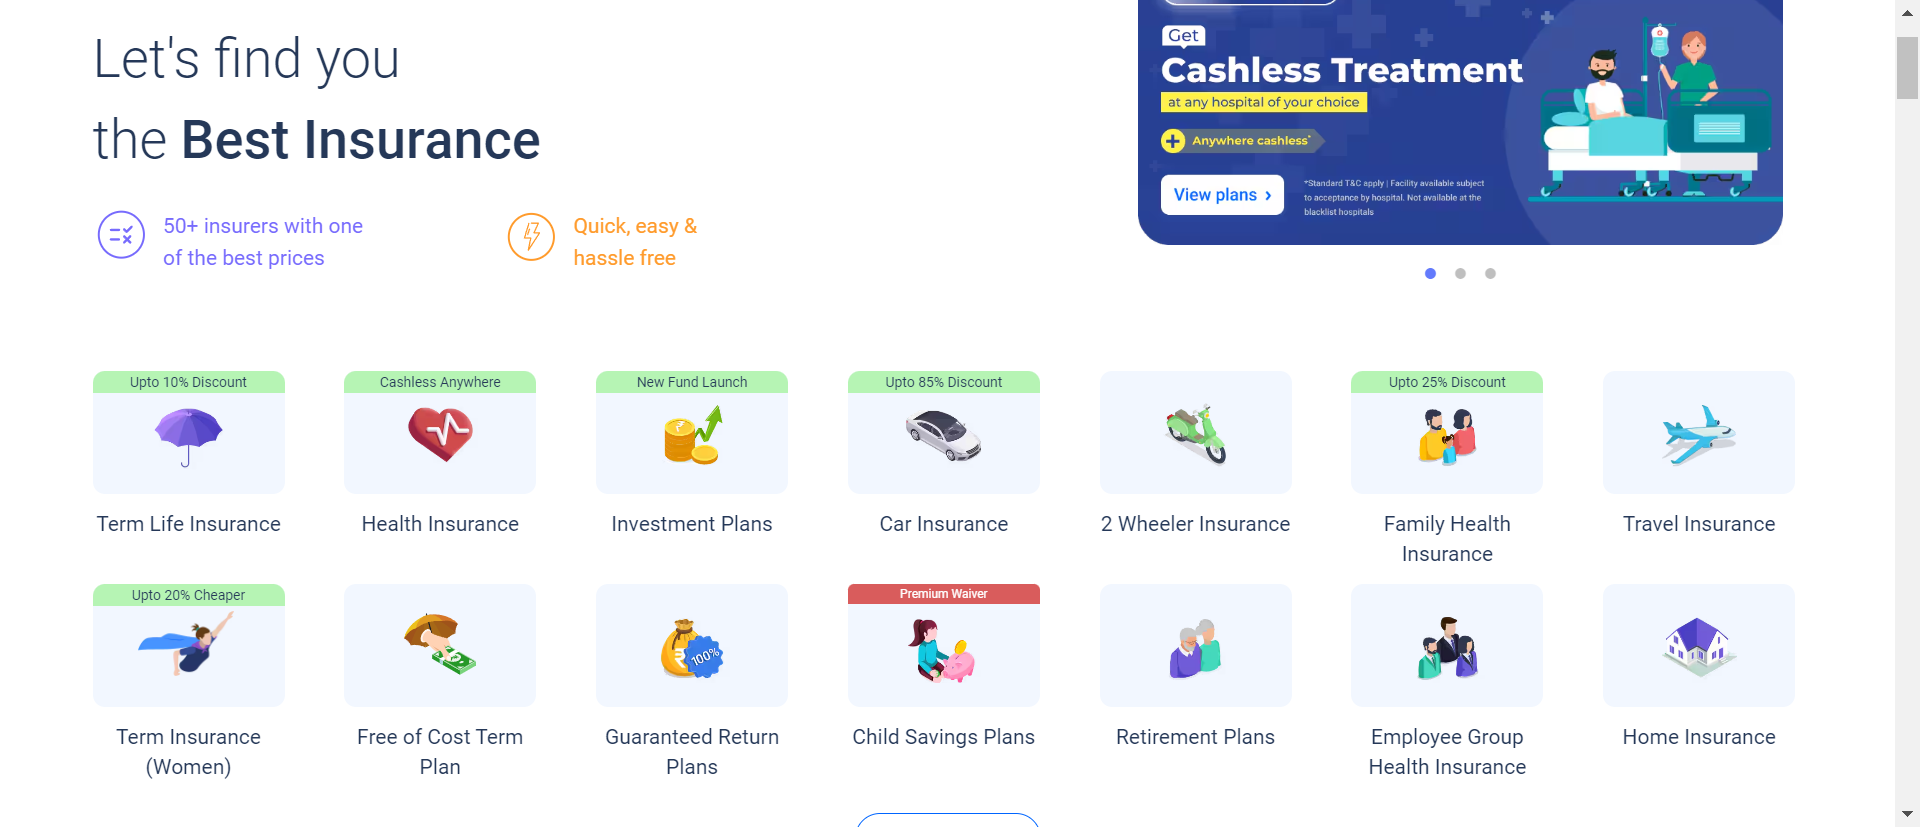 Let's find you
the Best Insurance
50+ insurers with one
of the best prices
Quick, easy &
hassle free
Get
Cashless Treatment
at any hospital of your choice
Anywhere cashless*
View plans ›
*Standard T&C apply | Facility available subject
to acceptance by hospital. Not available at the
blacklist hospitals
Upto 10% Discount
Term Life Insurance
Cashless Anywhere
Health Insurance
New Fund Launch
Investment Plans
Upto 85% Discount
Car Insurance
2 Wheeler Insurance
Upto 25% Discount
Family Health
Insurance
Travel Insurance
Upto 20% Cheaper
Term Insurance
(Women)
Free of Cost Term
Plan
₹
100%
Guaranteed Return
Plans
Premium Waiver
Child Savings Plans
Retirement Plans
Employee Group
Health Insurance
Home Insurance